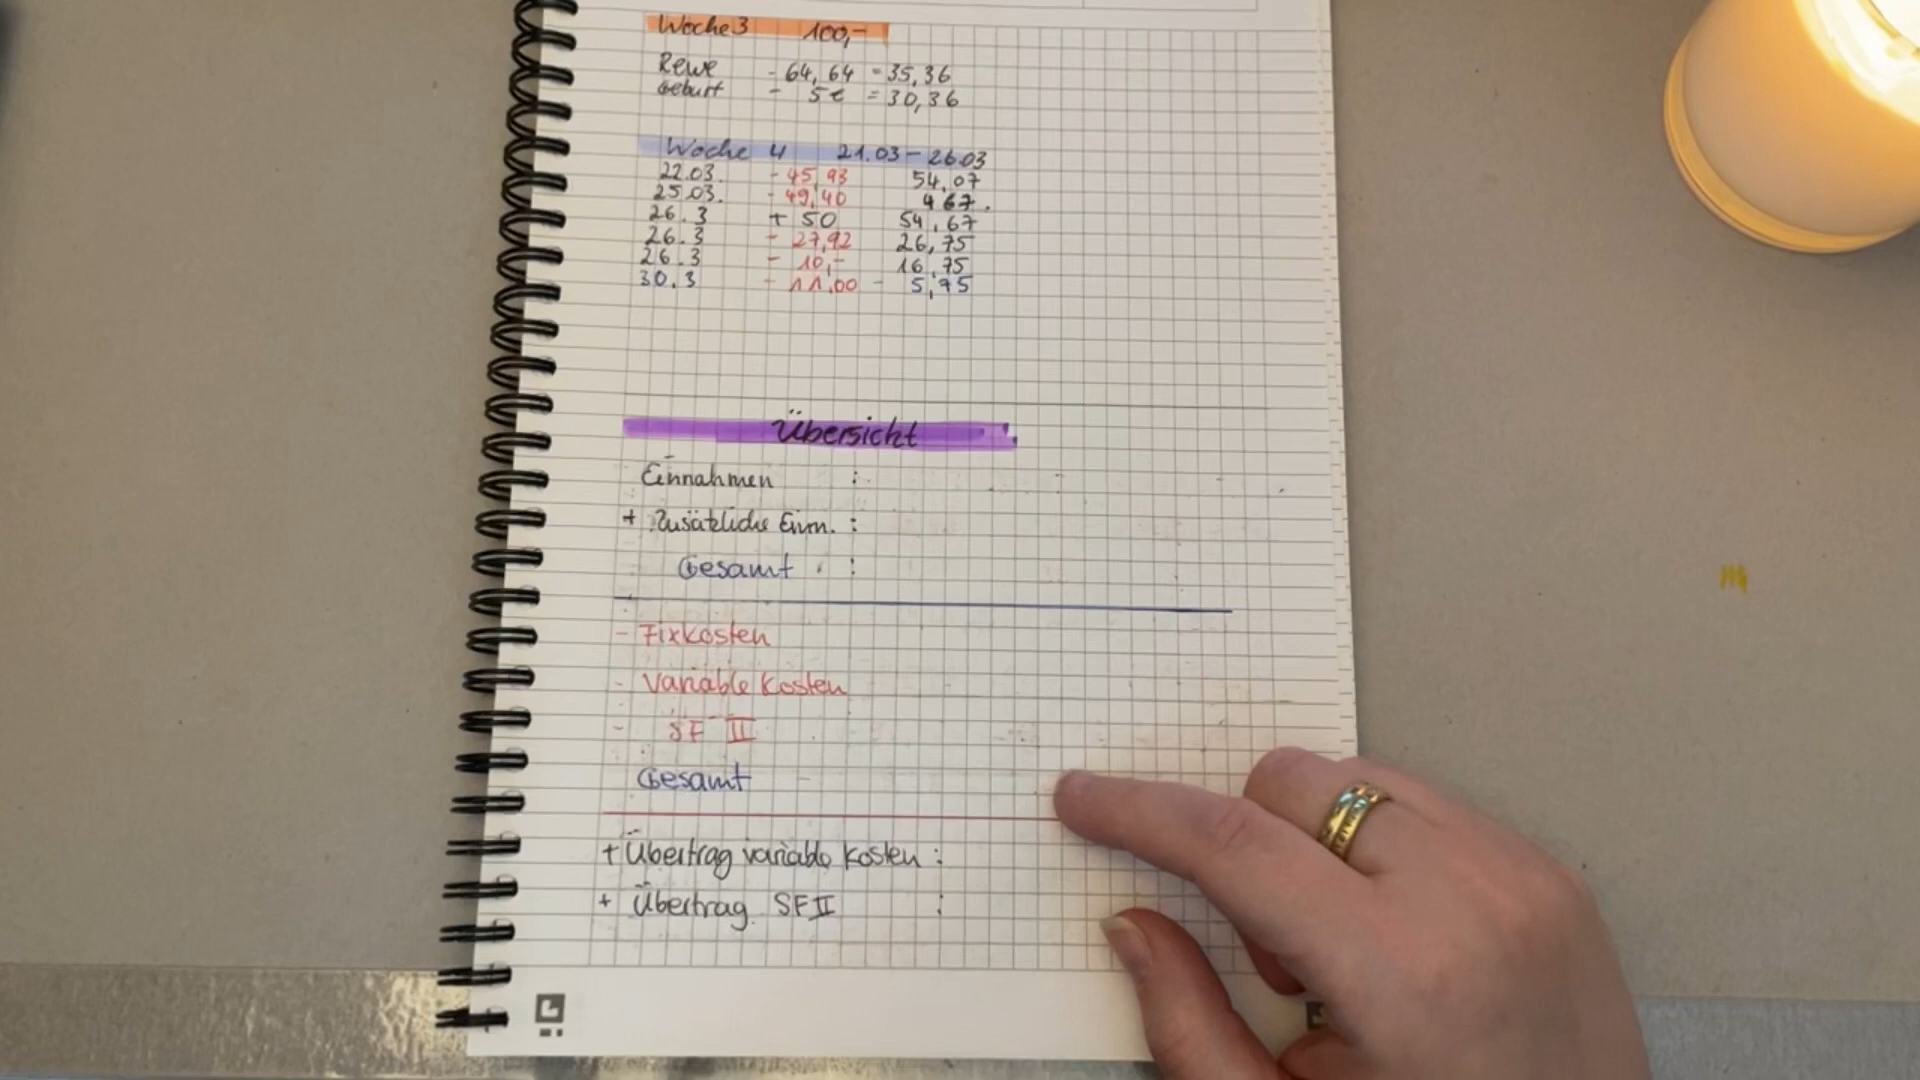 Woche 3 100,-
Rewe - 64,64 = 35,36
Geburt - 5€ = 30,36
Woche 4 21.03 - 26.03
22.03. - 45,93 54,07
25.03. - 49,40 467.
26.3 + 50 54,67
26.3 - 27,92 26,75
26.3 - 10,- 16,75
30.3 - 11.00 - 5,75
Übersicht
Einnahmen :
+ Zusätzliche Einn. :
Gesamt :
- Fixkosten
- Variable Kosten
- SF II
Gesamt
+ Übertrag variable Kosten :
+ Übertrag SF II :